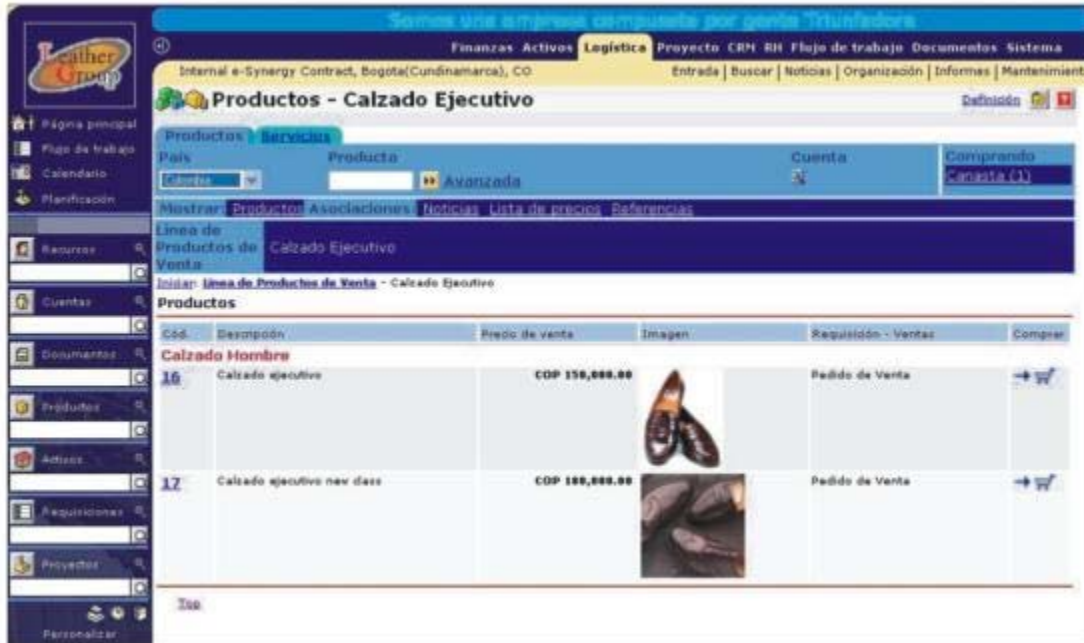 Somos una empresa compuesta por gente Triunfadora
Leather
Group
Finanzas Activos Logística Proyecto CRM RH Flujo de trabajo Documentos Sistema
Internal e-Synergy Contract, Bogota(Cundinamarca), CO
Entrada | Buscar | Noticias | Organización | Informes | Mantenimient
Productos - Calzado Ejecutivo
Definición
Página principal
Flujo de trabajo
Calendario
Planificación
Recursos
Cuentas
Documentos
Productos
Activos
Requisiciones
Proyectos
Personalizar
Productos Servicios
País Producto Cuenta Comprando
Colombia Avanzada Canasta (1)
Mostrar: Productos Asociaciones Noticias Lista de precios Referencias
Línea de
Productos de
Venta
Calzado Ejecutivo
Iniciar: Línea de Productos de Venta - Calzado Ejecutivo
Productos
Cód. Descripción Precio de venta Imagen Requisición - Ventas Comprar
Calzado Hombre
16 Calzado ejecutivo COP 150,000.00 Pedido de Venta
17 Calzado ejecutivo new class COP 180,000.00 Pedido de Venta
Top